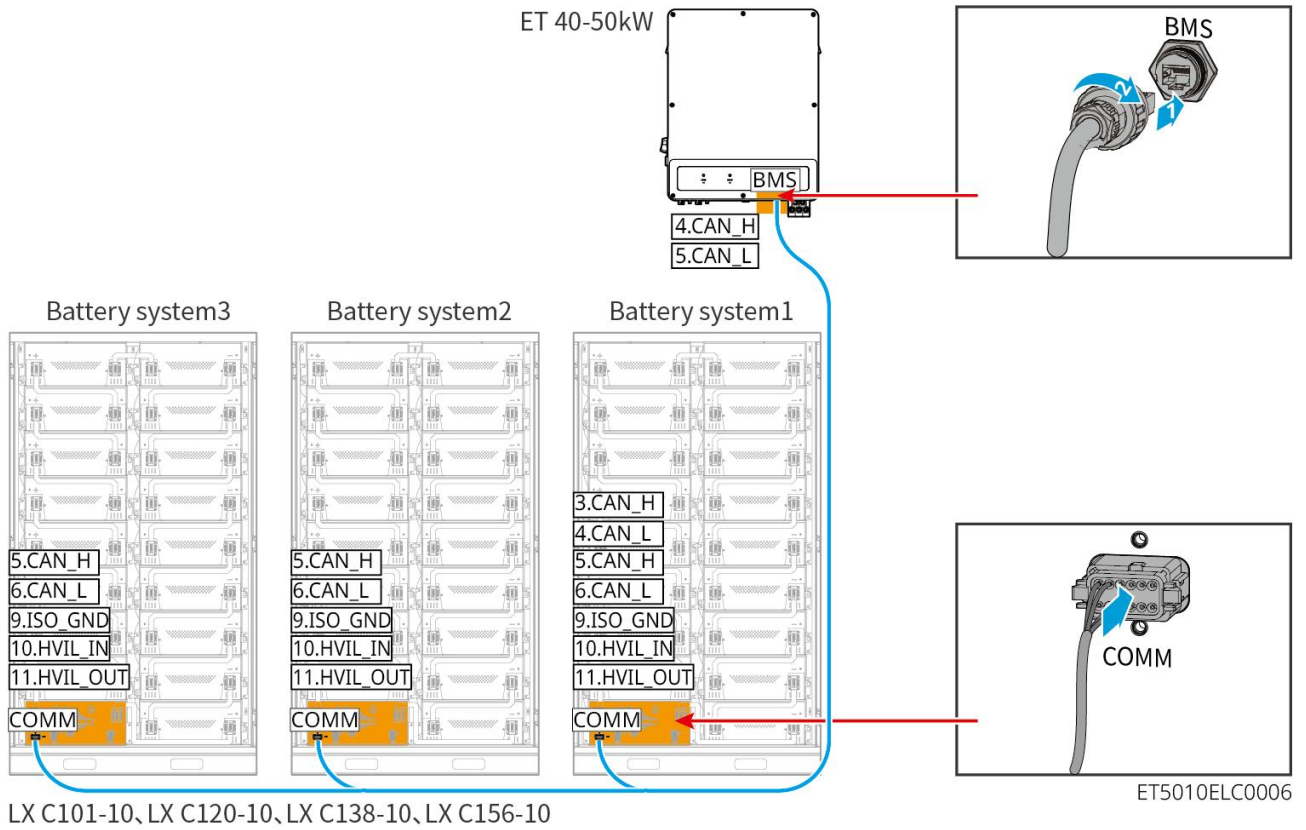 ET 40-50kW
BMS
2
1
BMS
4.CAN_H
5.CAN_L
Battery system3
Battery system2
Battery system1
5.CAN_H
6.CAN_L
9.ISO_GND
10.HVIL_IN
11.HVIL_OUT
COMM
5.CAN_H
6.CAN_L
9.ISO_GND
10.HVIL_IN
11.HVIL_OUT
COMM
3.CAN_H
4.CAN_L
5.CAN_H
6.CAN_L
9.ISO_GND
10.HVIL_IN
11.HVIL_OUT
COMM
COMM
ET5010ELC0006
LX C101-10、LX C120-10、LX C138-10、LX C156-10